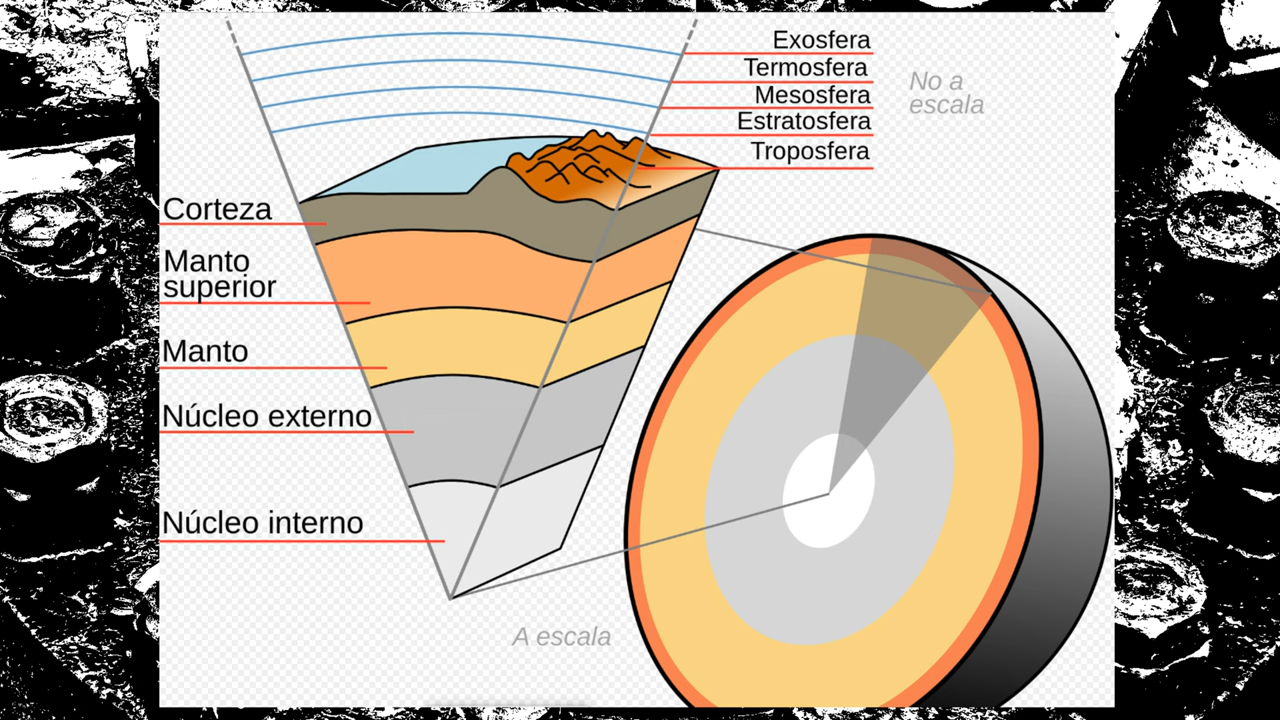 Exosfera
Termosfera
Mesosfera
Estratosfera
Troposfera
No a
escala
Corteza
Manto
superior
Manto
Núcleo externo
Núcleo interno
A escala